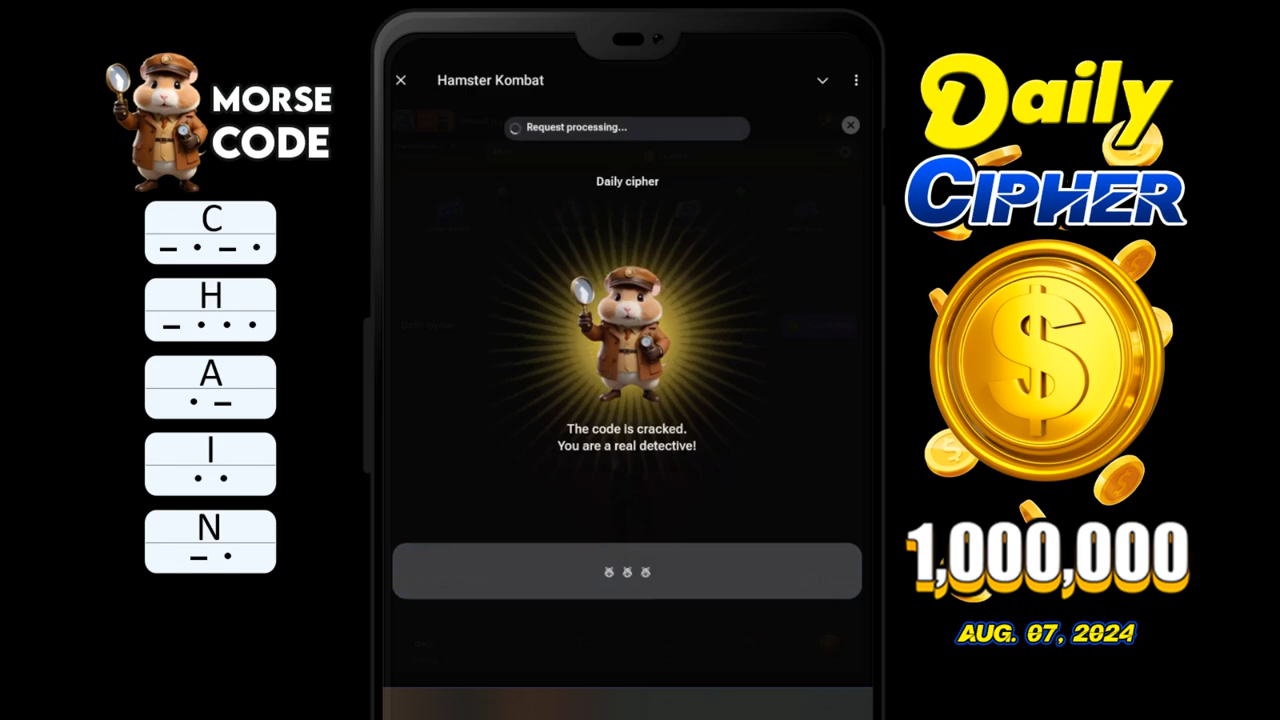 MORSE
CODE
C
— • — •
H
— • • •
A
• —
I
• •
N
— •
Hamster Kombat
Request processing...
Daily cipher
The code is cracked.
You are a real detective!
Daily
CIPHER
$
1,000,000
AUG. 07, 2024